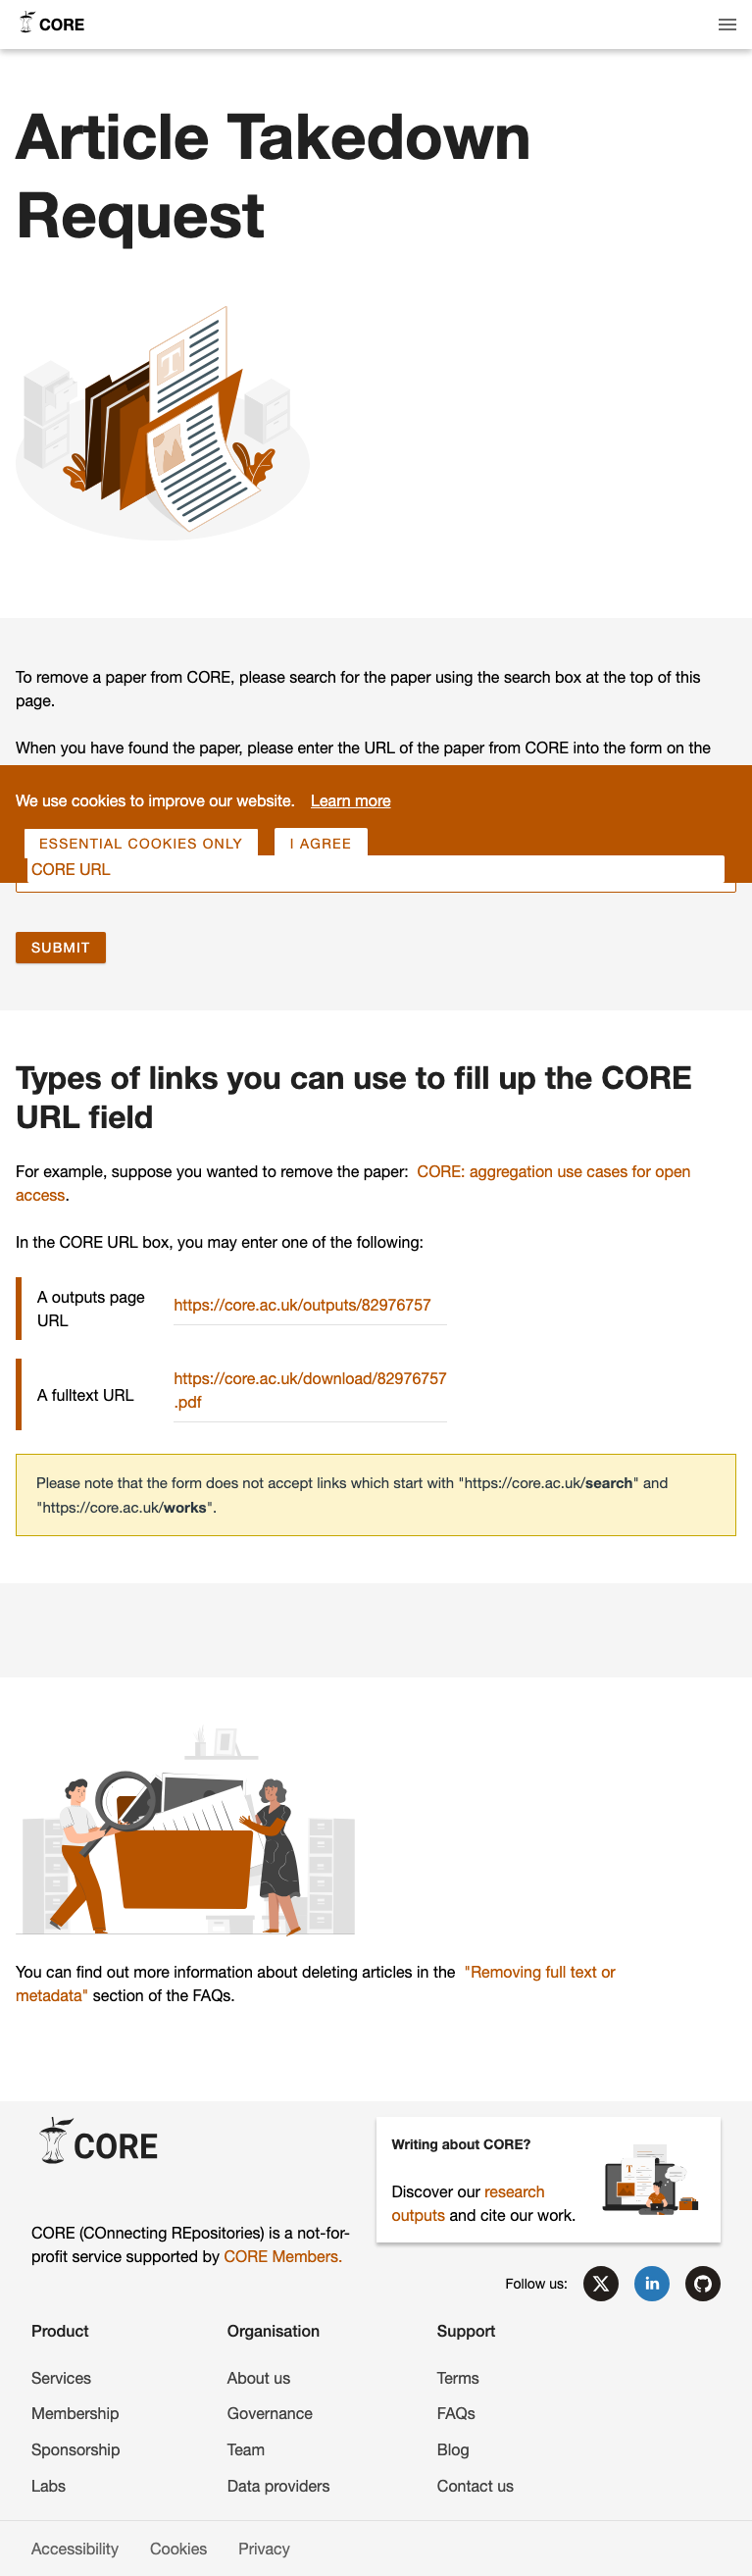 CORE
Article Takedown
Request
To remove a paper from CORE, please search for the paper using the search box at the top of this
page.
When you have found the paper, please enter the URL of the paper from CORE into the form on the
We use cookies to improve our website. Learn more
ESSENTIAL COOKIES ONLY I AGREE
CORE URL
SUBMIT
Types of links you can use to fill up the CORE
URL field
For example, suppose you wanted to remove the paper: CORE: aggregation use cases for open
access.
In the CORE URL box, you may enter one of the following:
A outputs page
URL
https://core.ac.uk/outputs/82976757
A fulltext URL
https://core.ac.uk/download/82976757
.pdf
Please note that the form does not accept links which start with "https://core.ac.uk/search" and
"https://core.ac.uk/works".
You can find out more information about deleting articles in the "Removing full text or
metadata" section of the FAQs.
CORE
CORE (COnnecting REpositories) is a not-for-
profit service supported by CORE Members.
Writing about CORE?
Discover our research
outputs and cite our work.
Follow us:
Product
Services
Membership
Sponsorship
Labs
Organisation
About us
Governance
Team
Data providers
Support
Terms
FAQs
Blog
Contact us
Accessibility Cookies Privacy